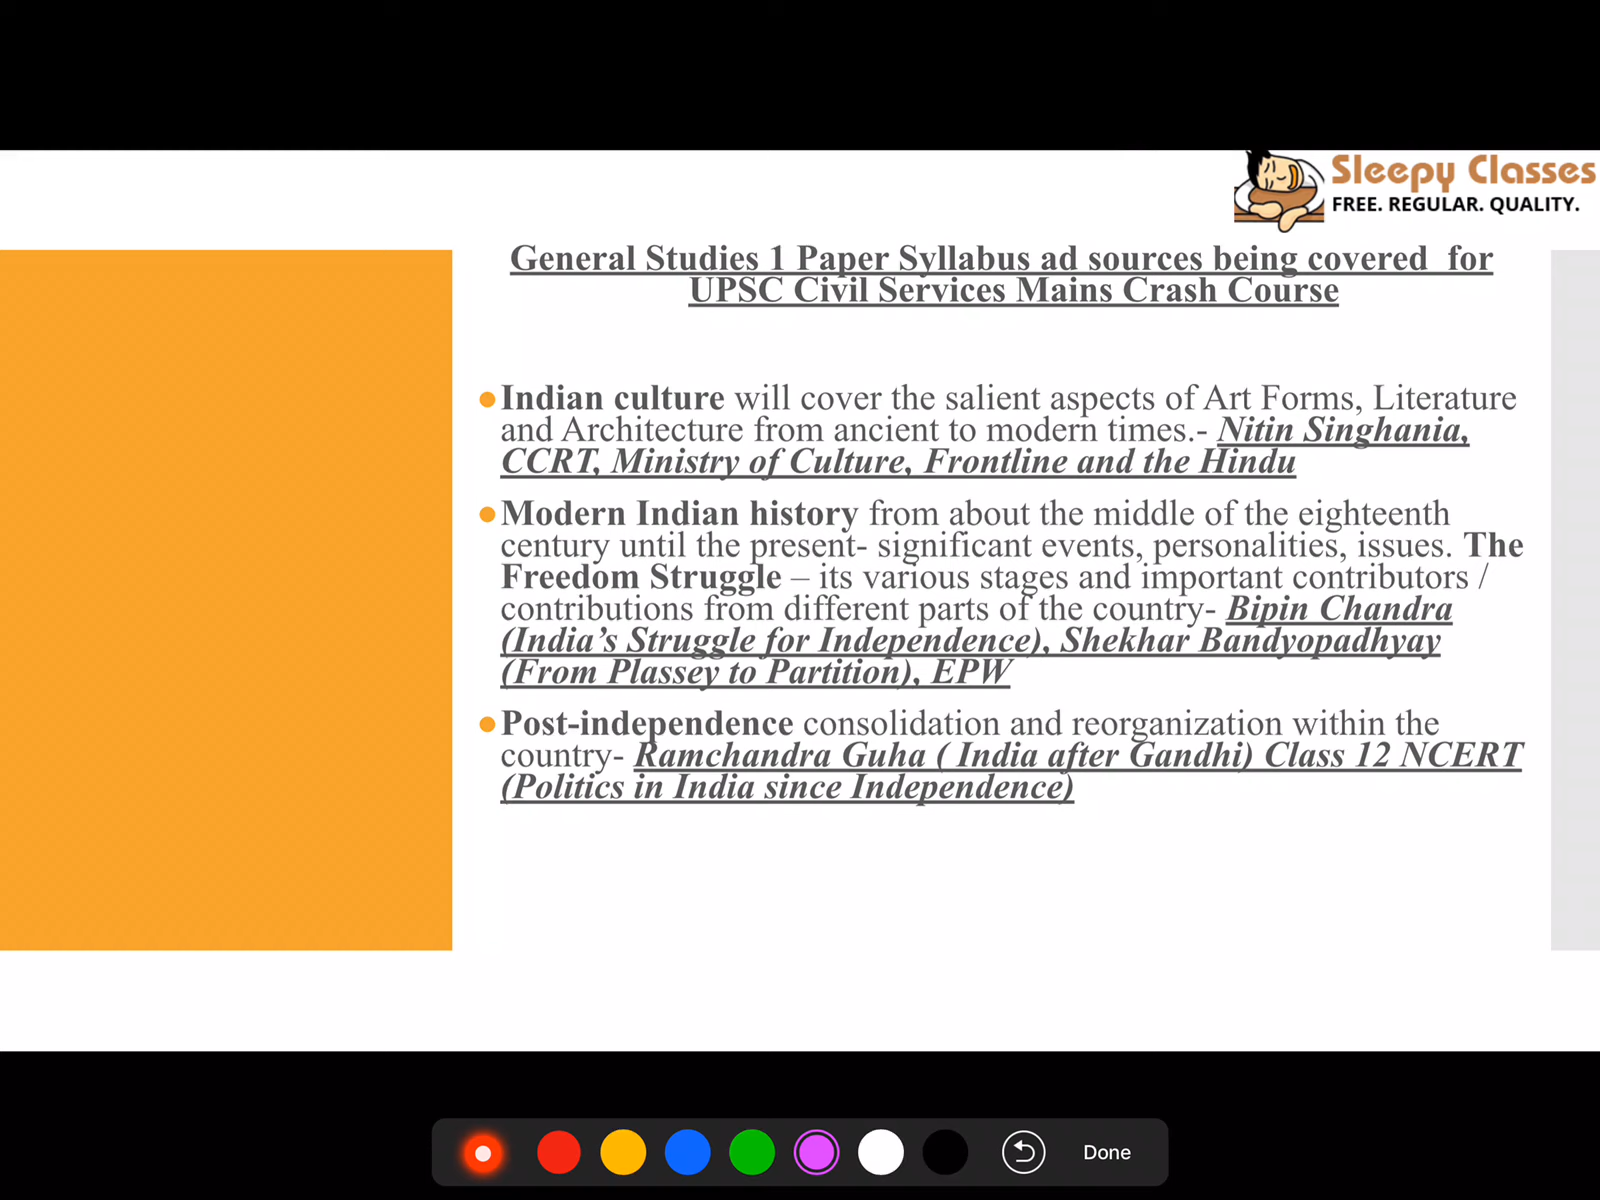 Sleepy Classes
FREE. REGULAR. QUALITY.
General Studies 1 Paper Syllabus ad sources being covered  for
UPSC Civil Services Mains Crash Course
●Indian culture will cover the salient aspects of Art Forms, Literature
and Architecture from ancient to modern times.- Nitin Singhania,
CCRT, Ministry of Culture, Frontline and the Hindu
●Modern Indian history from about the middle of the eighteenth
century until the present- significant events, personalities, issues. The
Freedom Struggle – its various stages and important contributors /
contributions from different parts of the country- Bipin Chandra
(India’s Struggle for Independence), Shekhar Bandyopadhyay
(From Plassey to Partition), EPW
●Post-independence consolidation and reorganization within the
country- Ramchandra Guha ( India after Gandhi) Class 12 NCERT
(Politics in India since Independence)
Done